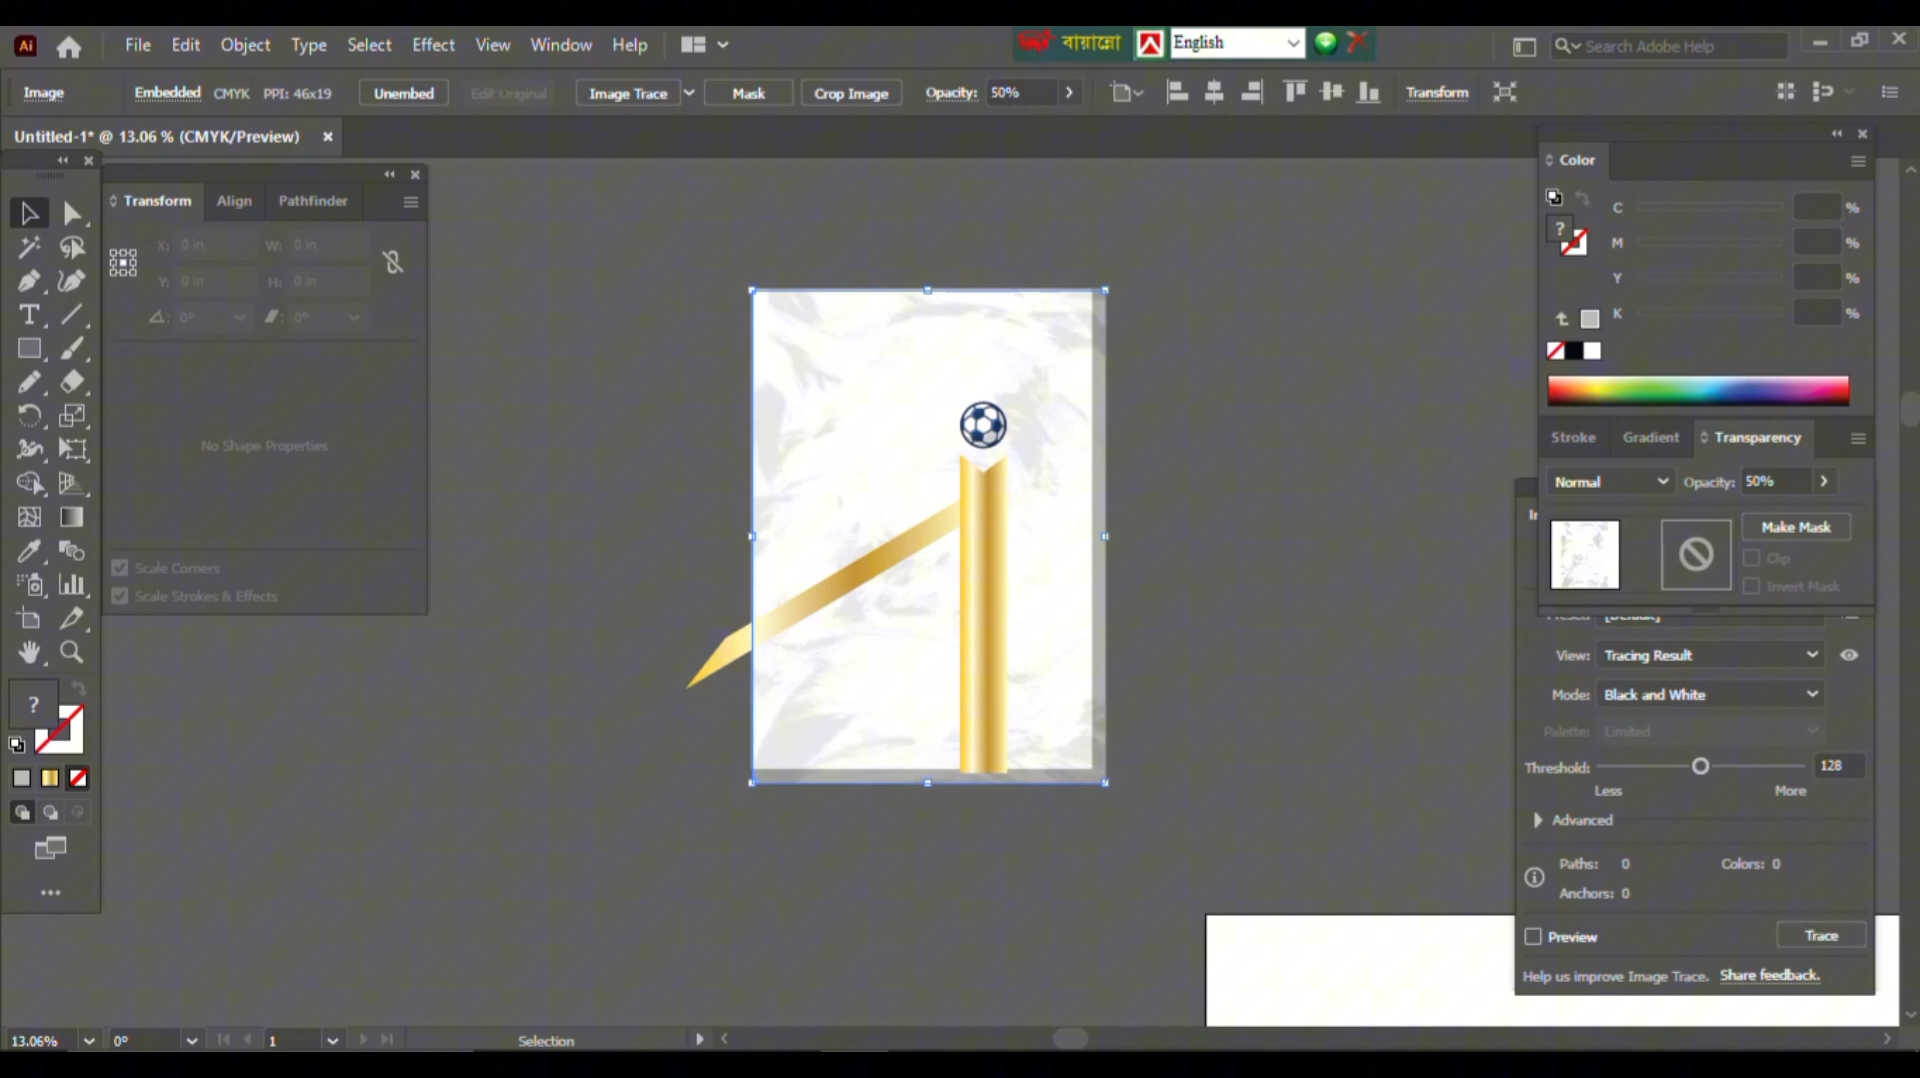 Ai File Edit Object Type Select Effect View Window Help বায়ান্নো English Search Adobe Help
Image Embedded CMYK PPI: 46x19 Unembed Edit Original Image Trace Mask Crop Image Opacity: 50% Transform
Untitled-1* @ 13.06 % (CMYK/Preview)
Transform Align Pathfinder
X: 0 in W: 0 in
Y: 0 in H: 0 in
0° 0°
No Shape Properties
Scale Corners
Scale Strokes & Effects
Color
C %
M %
Y %
K %
Stroke Gradient Transparency
Normal Opacity: 50%
Make Mask
Clip
Invert Mask
View: Tracing Result
Mode: Black and White
Palette: Limited
Threshold: 128
Less More
Advanced
Paths: 0 Colors: 0
Anchors: 0
Preview Trace
Help us improve Image Trace. Share feedback.
13.06% 0° 1 Selection